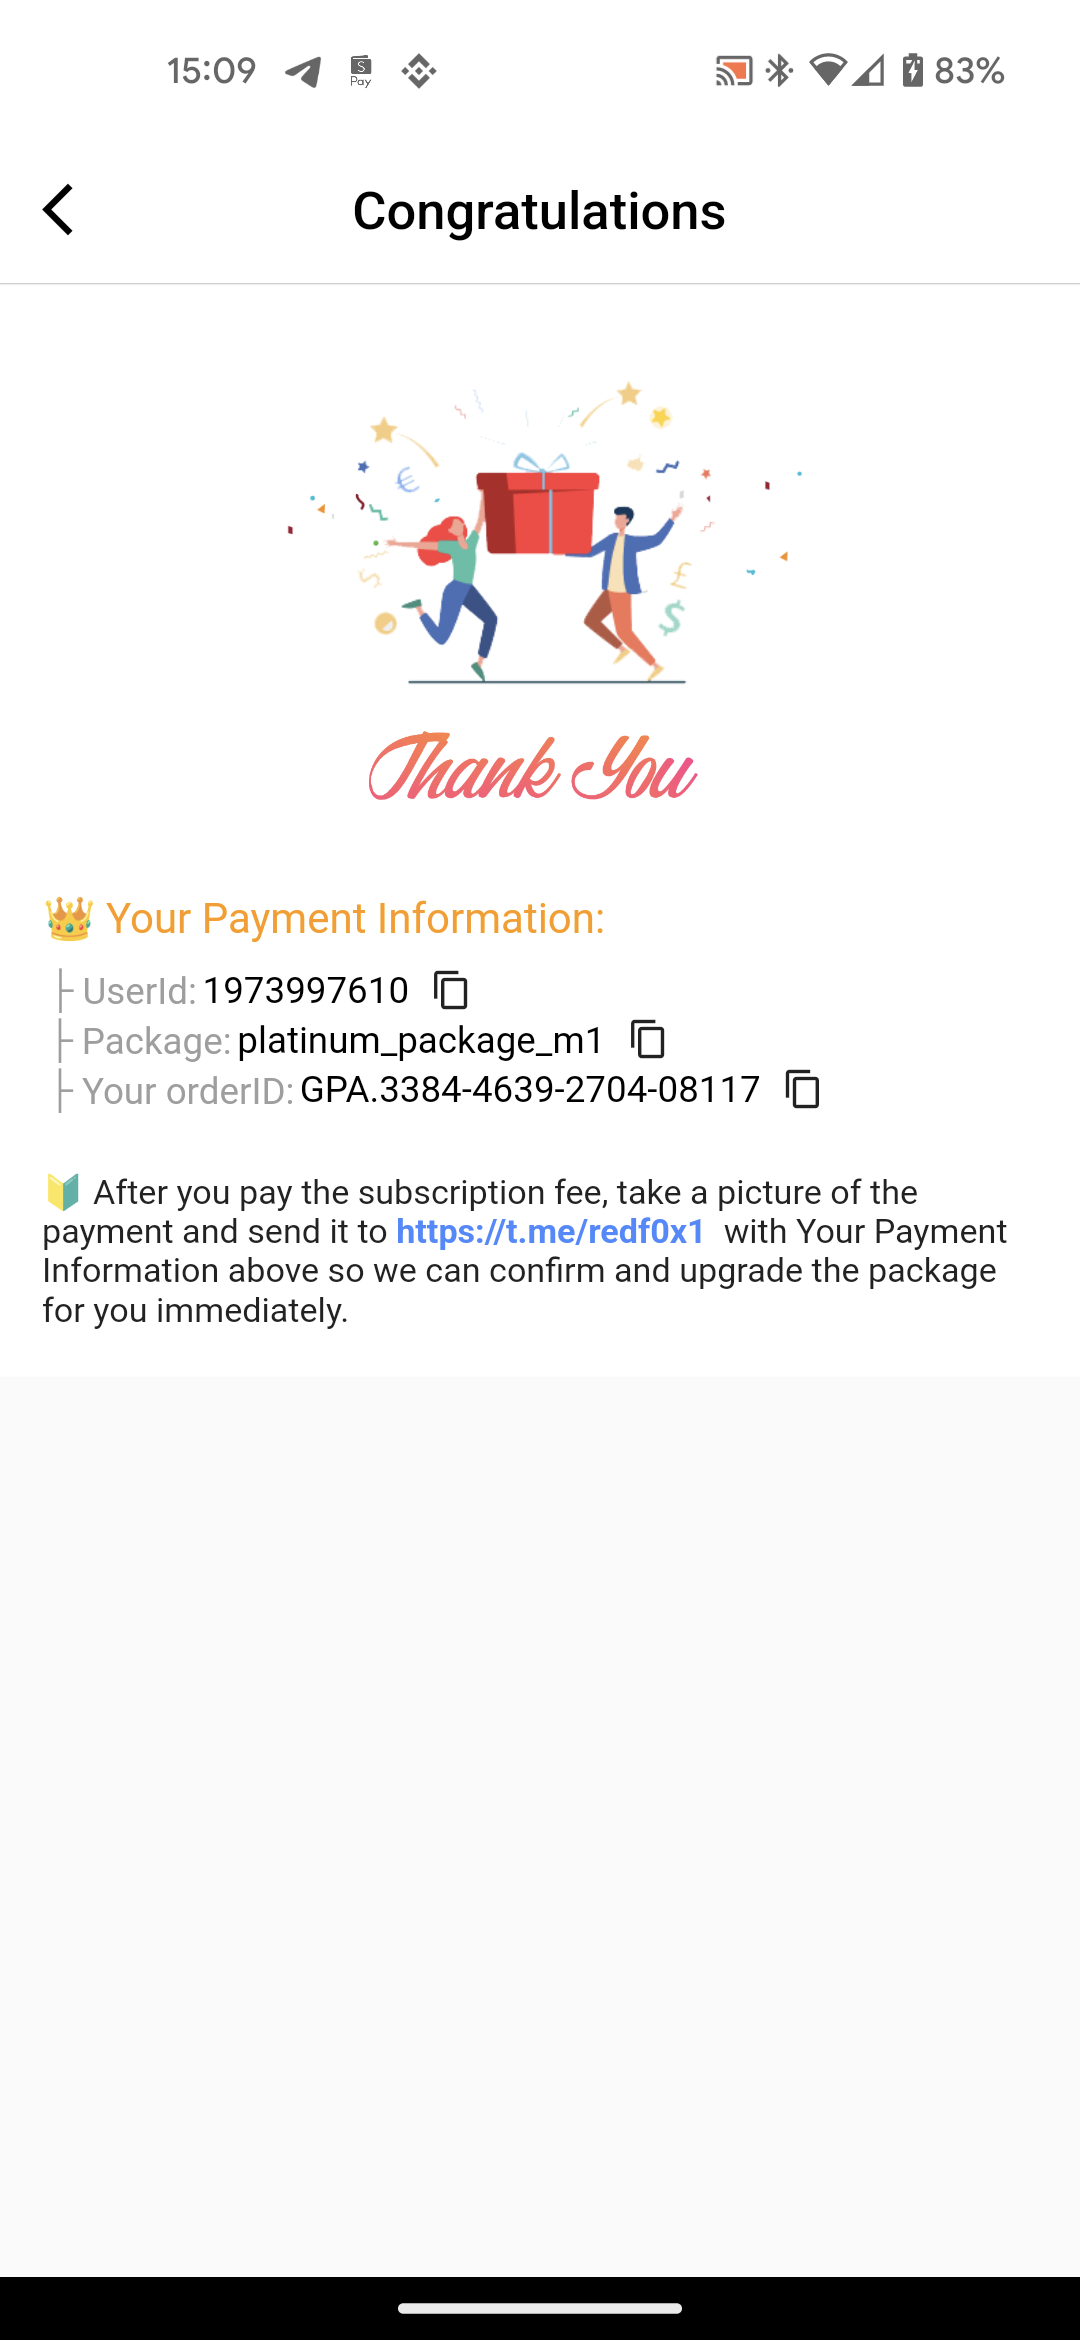 15:09
S
Pay
83%
Congratulations
Thank You
👑 Your Payment Information:
├ UserId: 1973997610
├ Package: platinum_package_m1
├ Your orderID: GPA.3384-4639-2704-08117
🔰 After you pay the subscription fee, take a picture of the
payment and send it to https://t.me/redf0x1 with Your Payment
Information above so we can confirm and upgrade the package
for you immediately.